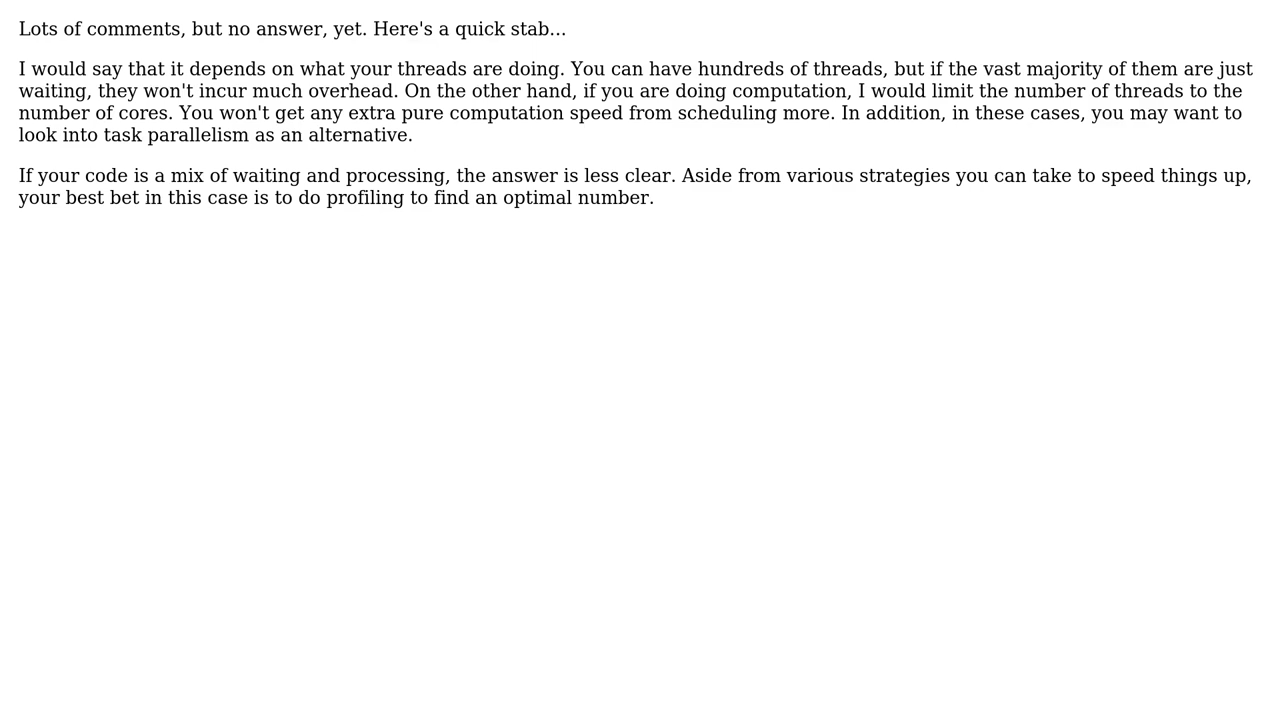 Lots of comments, but no answer, yet. Here's a quick stab...
I would say that it depends on what your threads are doing. You can have hundreds of threads, but if the vast majority of them are just
waiting, they won't incur much overhead. On the other hand, if you are doing computation, I would limit the number of threads to the
number of cores. You won't get any extra pure computation speed from scheduling more. In addition, in these cases, you may want to
look into task parallelism as an alternative.
If your code is a mix of waiting and processing, the answer is less clear. Aside from various strategies you can take to speed things up,
your best bet in this case is to do profiling to find an optimal number.